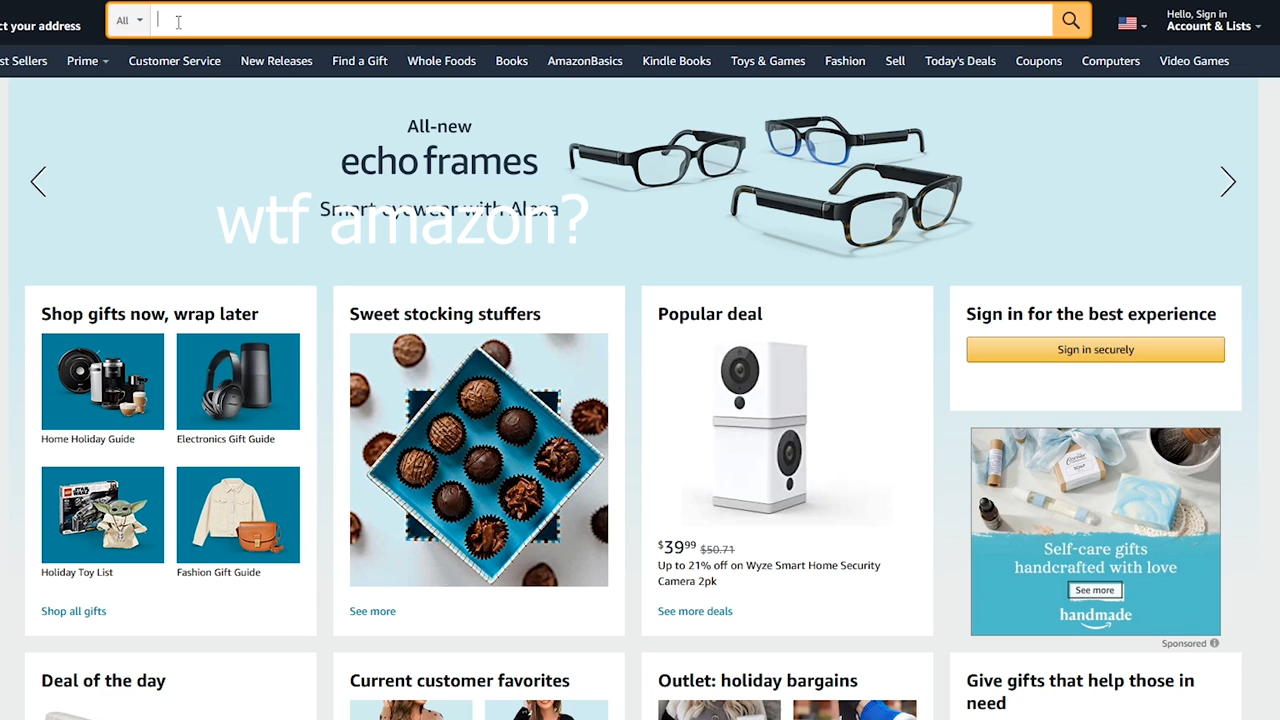 ct your address
All
Hello, Sign in
Account & Lists
st Sellers
Prime
Customer Service
New Releases
Find a Gift
Whole Foods
Books
AmazonBasics
Kindle Books
Toys & Games
Fashion
Sell
Today's Deals
Coupons
Computers
Video Games
All-new
echo frames
Smart eyewear with Alexa
wtf amazon?
Shop gifts now, wrap later
Home Holiday Guide
Electronics Gift Guide
Holiday Toy List
Fashion Gift Guide
Shop all gifts
Sweet stocking stuffers
See more
Popular deal
$39.99 $50.71
Up to 21% off on Wyze Smart Home Security
Camera 2pk
See more deals
Sign in for the best experience
Sign in securely
Self-care gifts
handcrafted with love
See more
handmade
Sponsored
Deal of the day
Current customer favorites
Outlet: holiday bargains
Give gifts that help those in
need